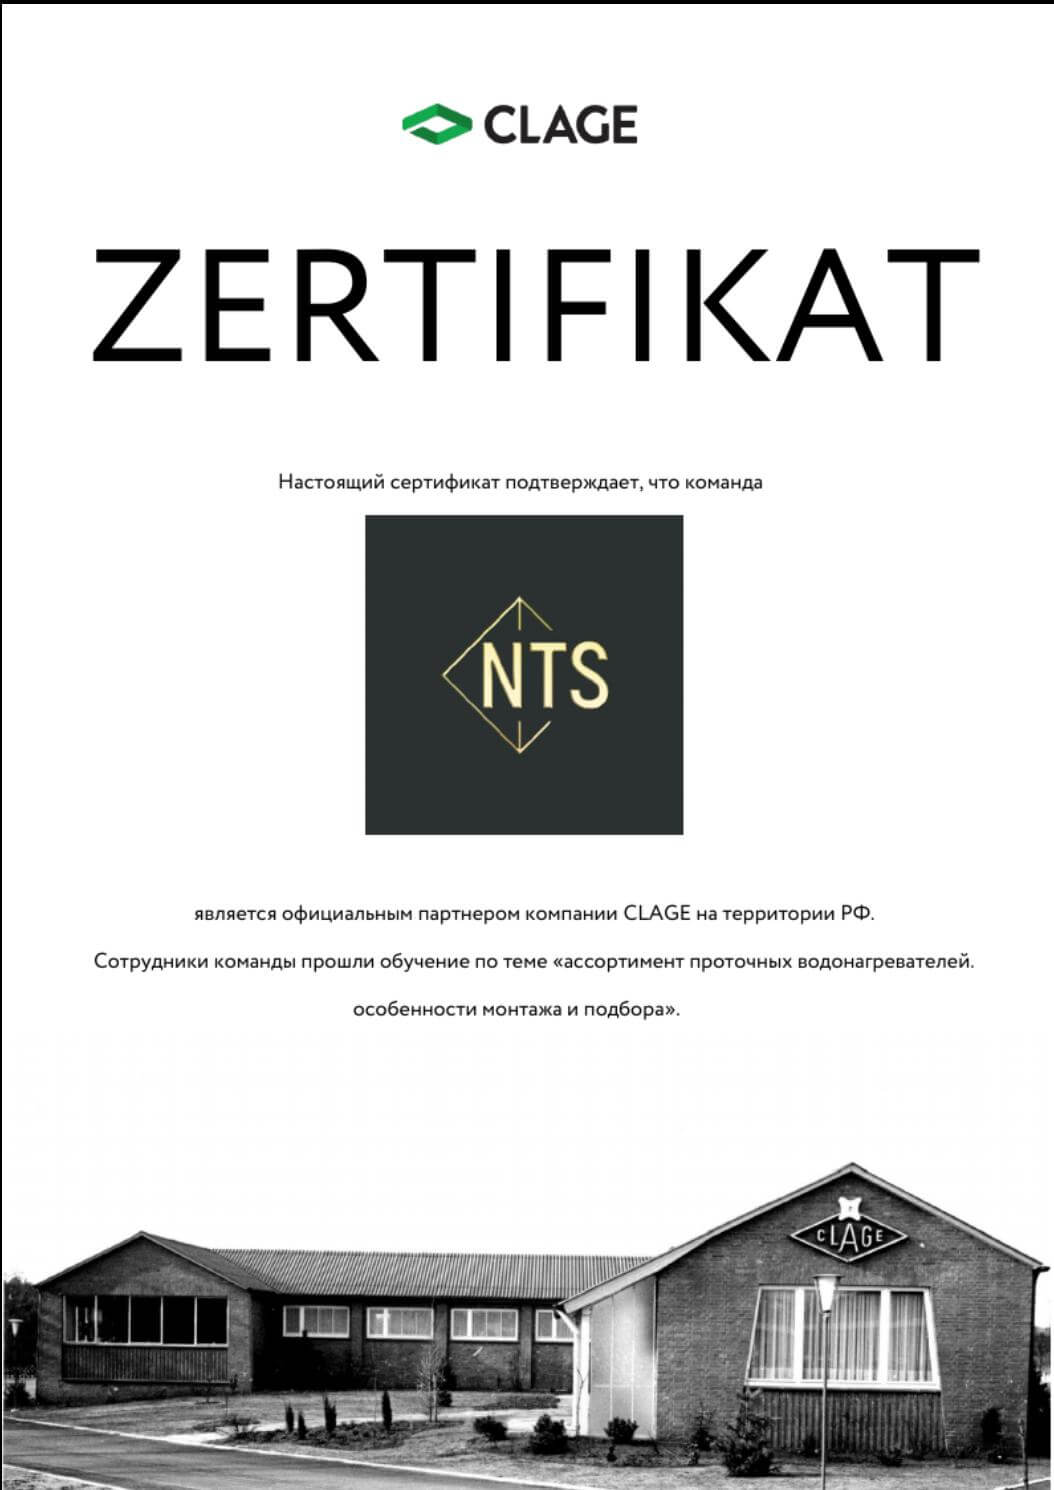 CLAGE
ZERTIFIKAT
Настоящий сертификат подтверждает, что команда
NTS
является официальным партнером компании CLAGE на территории РФ.
Сотрудники команды прошли обучение по теме «ассортимент проточных водонагревателей.
особенности монтажа и подбора».
CLAGE